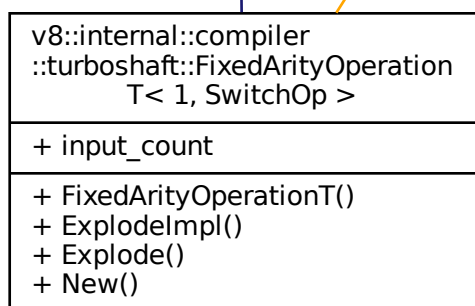 v8::internal::compiler
::turboshaft::FixedArityOperation
T< 1, SwitchOp >
+ input_count
+ FixedArityOperationT()
+ ExplodeImpl()
+ Explode()
+ New()